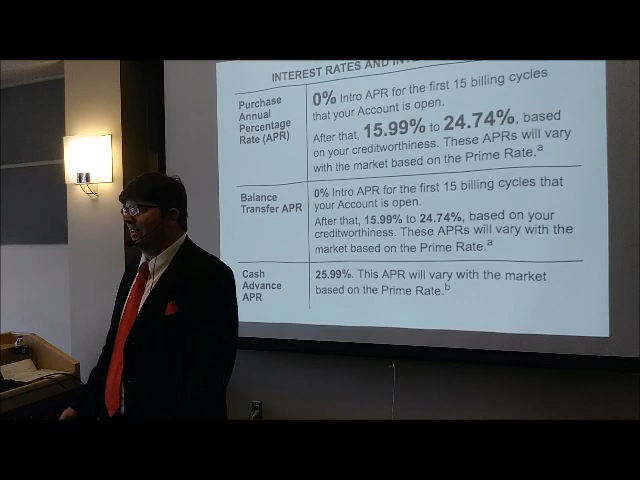 INTEREST RATES AND
Purchase
Annual
Percentage
Rate (APR)
0% Intro APR for the first 15 billing cycles
that your Account is open.
After that, 15.99% to 24.74%, based
on your creditworthiness. These APRs will vary
with the market based on the Prime Rate.a
Balance
Transfer APR
0% Intro APR for the first 15 billing cycles that
your Account is open.
After that, 15.99% to 24.74%, based on your
creditworthiness. These APRs will vary with the
market based on the Prime Rate.a
Cash
Advance
APR
25.99%. This APR will vary with the market
based on the Prime Rate.b